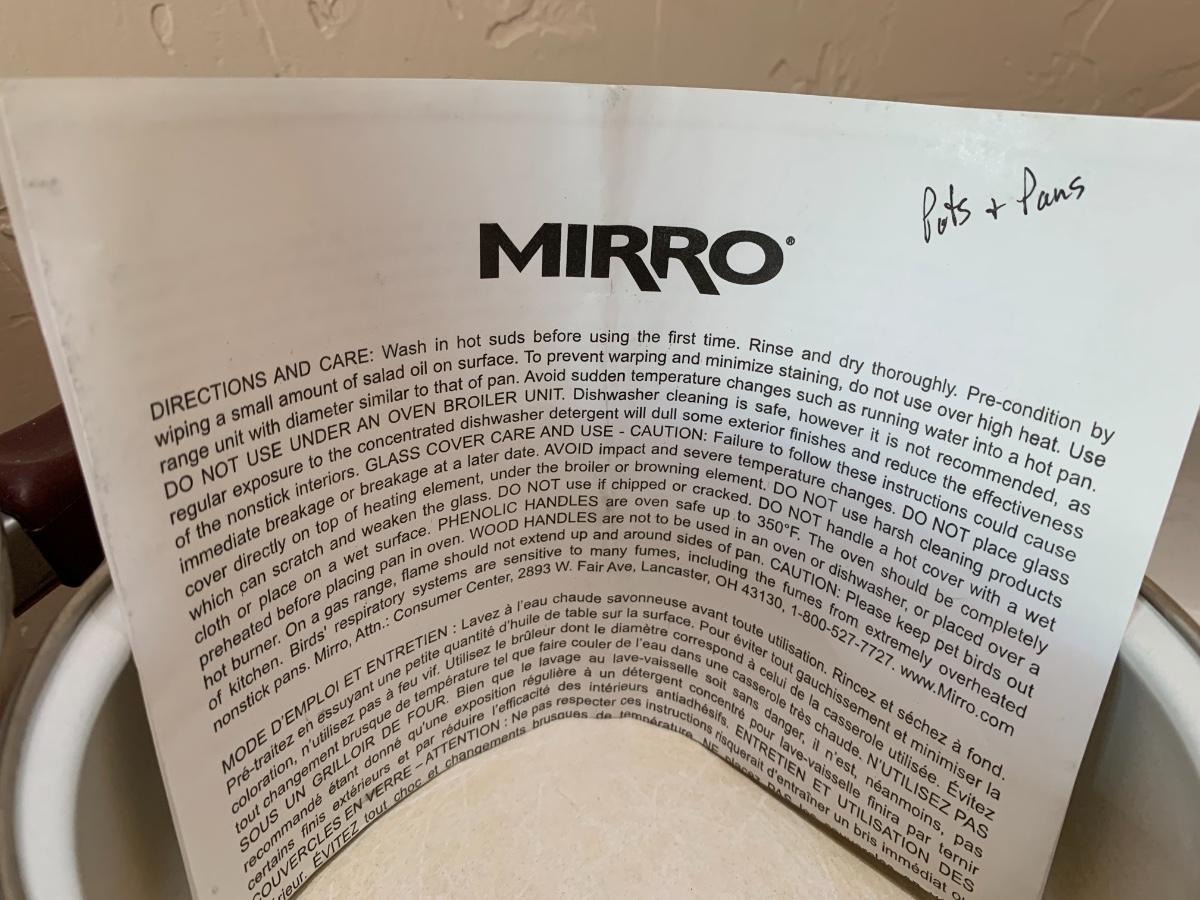 Pots + Pans
MIRRO®
DIRECTIONS AND CARE: Wash in hot suds before using the first time. Rinse and dry thoroughly. Pre-condition by
wiping a small amount of salad oil on surface. To prevent warping and minimize staining, do not use over high heat. Use
range unit with diameter similar to that of pan. Avoid sudden temperature changes such as running water into a hot pan.
DO NOT USE UNDER AN OVEN BROILER UNIT. Dishwasher cleaning is safe, however it is not recommended, as
regular exposure to the concentrated dishwasher detergent will dull some exterior finishes and reduce the effectiveness
of the nonstick interiors. GLASS COVER CARE AND USE - CAUTION: Failure to follow these instructions could cause
immediate breakage or breakage at a later date. AVOID impact and severe temperature changes. DO NOT place glass
cover directly on top of heating element, under the broiler or browning element. DO NOT use harsh cleaning products
which can scratch and weaken the glass. DO NOT use if chipped or cracked. DO NOT handle a hot cover with a wet
cloth or place on a wet surface. PHENOLIC HANDLES are oven safe up to 350°F. The oven should be completely
preheated before placing pan in oven. WOOD HANDLES are not to be used in an oven or dishwasher, or placed over a
hot burner. On a gas range, flame should not extend up and around sides of pan. CAUTION: Please keep pet birds out
of kitchen. Birds' respiratory systems are sensitive to many fumes, including the fumes from extremely overheated
nonstick pans. Mirro, Attn.: Consumer Center, 2893 W. Fair Ave, Lancaster, OH 43130, 1-800-527-7727. www.Mirro.com
MODE D'EMPLOI ET ENTRETIEN : Lavez à l'eau chaude savonneuse avant toute utilisation. Rincez et séchez à fond.
Pré-traitez en essuyant une petite quantité d'huile de table sur la surface. Pour éviter tout gauchissement et minimiser la
coloration, n'utilisez pas à feu vif. Utilisez le brûleur dont le diamètre correspond à celui de la casserole utilisée. Évitez
tout changement brusque de température tel que faire couler de l'eau dans une casserole très chaude. N'UTILISEZ PAS
SOUS UN GRILLOIR DE FOUR. Bien que le lavage au lave-vaisselle soit sans danger, il n'est, néanmoins, pas
recommandé étant donné qu'une exposition régulière à un détergent concentré pour lave-vaisselle finira par ternir
certains finis extérieurs et par réduire l'efficacité des intérieurs antiadhésifs. ENTRETIEN ET UTILISATION DES
COUVERCLES EN VERRE – ATTENTION : Ne pas respecter ces instructions risquerait d'entraîner un bris immédiat
ÉVITEZ tout choc et changements brusques de température. NE placez PAS